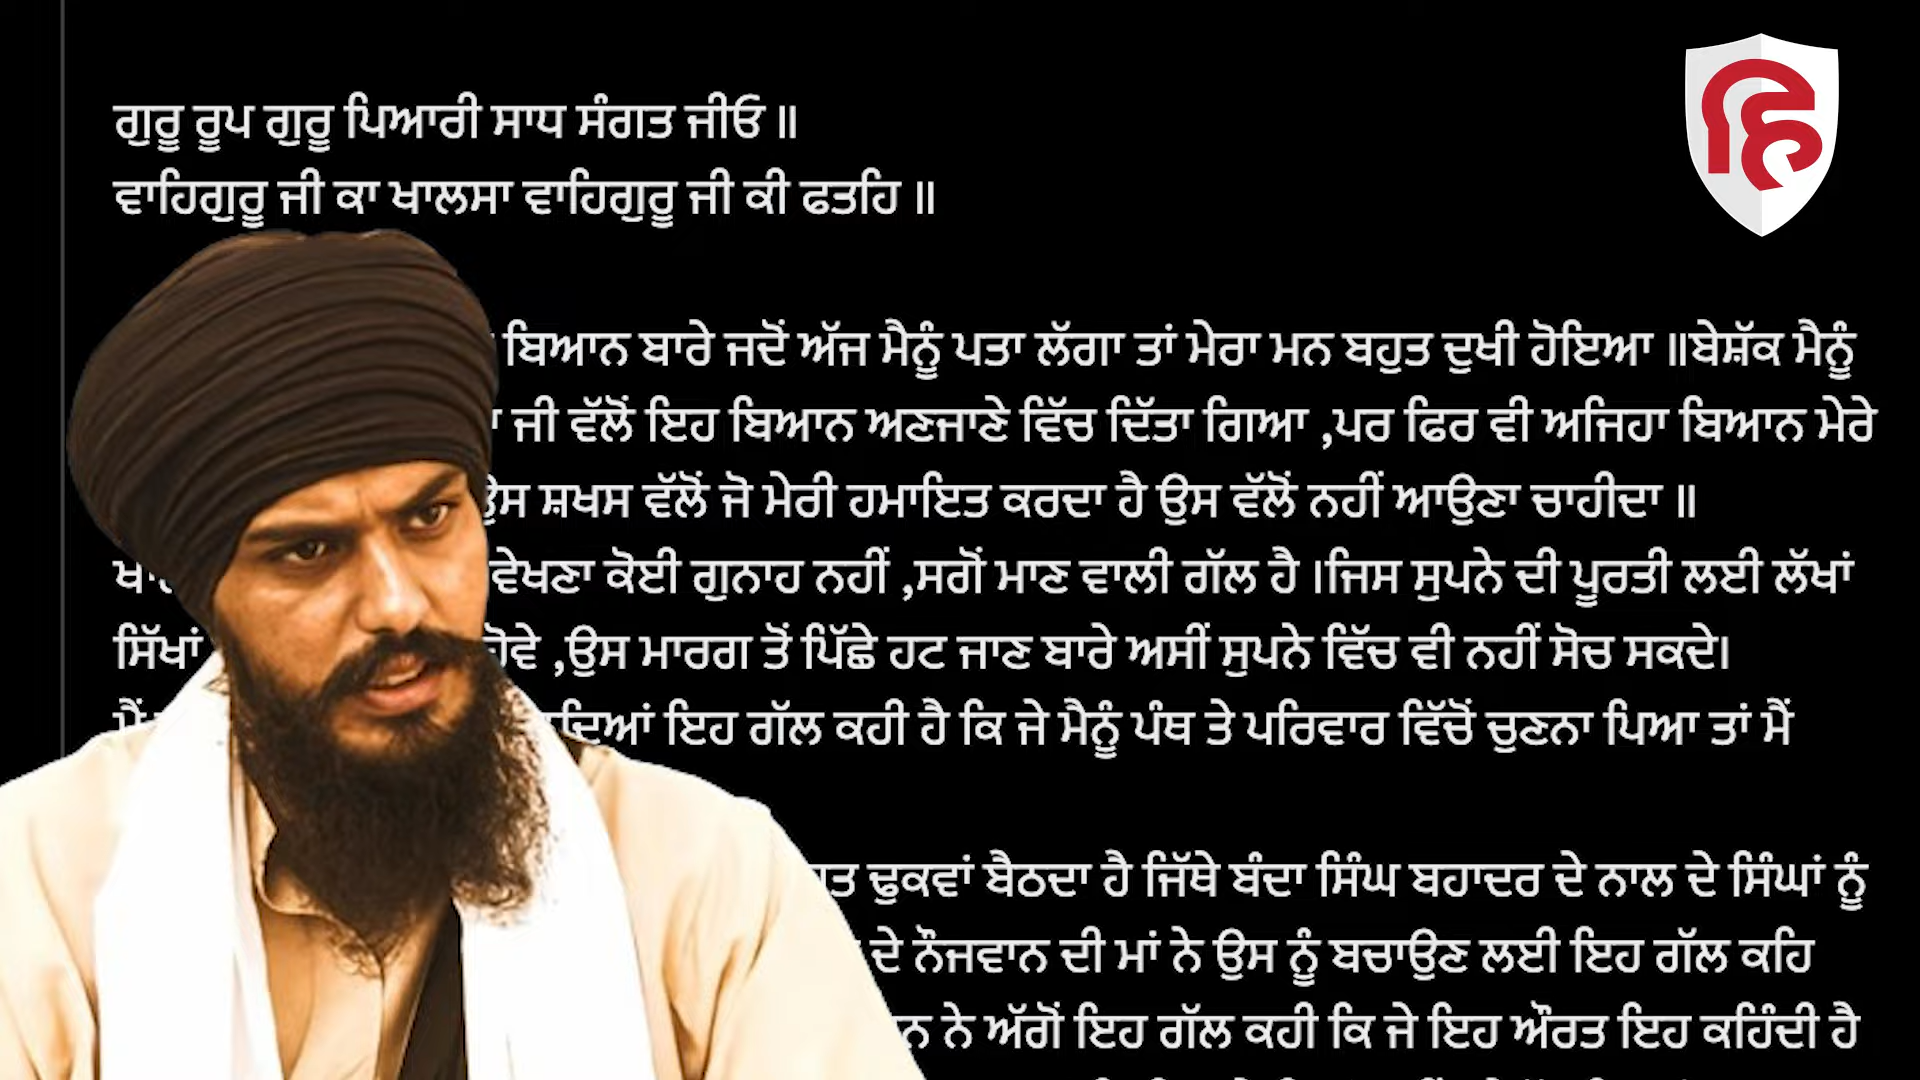 ਗੁਰੂ ਰੂਪ ਗੁਰੂ ਪਿਆਰੀ ਸਾਧ ਸੰਗਤ ਜੀਓ ॥
ਵਾਹਿਗੁਰੂ ਜੀ ਕਾ ਖਾਲਸਾ ਵਾਹਿਗੁਰੂ ਜੀ ਕੀ ਫਤਹਿ ॥
ਹਿ
ਬਿਆਨ ਬਾਰੇ ਜਦੋਂ ਅੱਜ ਮੈਨੂੰ ਪਤਾ ਲੱਗਾ ਤਾਂ ਮੇਰਾ ਮਨ ਬਹੁਤ ਦੁਖੀ ਹੋਇਆ ॥ਬੇਸ਼ੱਕ ਮੈਨੂੰ
ਜੀ ਵੱਲੋਂ ਇਹ ਬਿਆਨ ਅਣਜਾਣੇ ਵਿੱਚ ਦਿੱਤਾ ਗਿਆ ,ਪਰ ਫਿਰ ਵੀ ਅਜਿਹਾ ਬਿਆਨ ਮੇਰੇ
ਉਸ ਸ਼ਖਸ ਵੱਲੋਂ ਜੋ ਮੇਰੀ ਹਮਾਇਤ ਕਰਦਾ ਹੈ ਉਸ ਵੱਲੋਂ ਨਹੀਂ ਆਉਣਾ ਚਾਹੀਦਾ ॥
ਵੇਖਣਾ ਕੋਈ ਗੁਨਾਹ ਨਹੀਂ ,ਸਗੋਂ ਮਾਣ ਵਾਲੀ ਗੱਲ ਹੈ ।ਜਿਸ ਸੁਪਨੇ ਦੀ ਪੂਰਤੀ ਲਈ ਲੱਖਾਂ
ਸਿੱਖਾਂ ਹੋਵੇ ,ਉਸ ਮਾਰਗ ਤੋਂ ਪਿੱਛੇ ਹਟ ਜਾਣ ਬਾਰੇ ਅਸੀਂ ਸੁਪਨੇ ਵਿੱਚ ਵੀ ਨਹੀਂ ਸੋਚ ਸਕਦੇ।
ਇਹ ਗੱਲ ਕਹੀ ਹੈ ਕਿ ਜੇ ਮੈਨੂੰ ਪੰਥ ਤੇ ਪਰਿਵਾਰ ਵਿੱਚੋਂ ਚੁਣਨਾ ਪਿਆ ਤਾਂ ਮੈਂ
ਢੁਕਵਾਂ ਬੈਠਦਾ ਹੈ ਜਿੱਥੇ ਬੰਦਾ ਸਿੰਘ ਬਹਾਦਰ ਦੇ ਨਾਲ ਦੇ ਸਿੰਘਾਂ ਨੂੰ
ਦੇ ਨੌਜਵਾਨ ਦੀ ਮਾਂ ਨੇ ਉਸ ਨੂੰ ਬਚਾਉਣ ਲਈ ਇਹ ਗੱਲ ਕਹਿ
ਨੇ ਅੱਗੋਂ ਇਹ ਗੱਲ ਕਹੀ ਕਿ ਜੇ ਇਹ ਔਰਤ ਇਹ ਕਹਿੰਦੀ ਹੈ